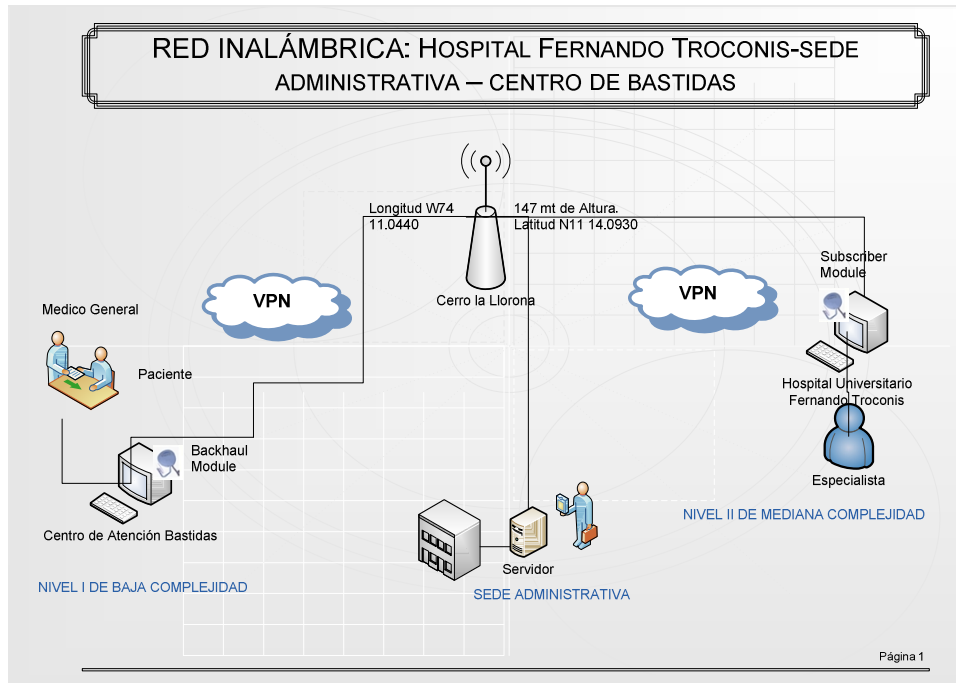 RED INALÁMBRICA: HOSPITAL FERNANDO TROCONIS-SEDE
ADMINISTRATIVA – CENTRO DE BASTIDAS
Longitud W74
11.0440
147 mt de Altura.
Latitud N11 14.0930
Subscriber
Module
VPN
VPN
Cerro la Llorona
Medico General
Paciente
Hospital Universitario
Fernando Troconis
Backhaul
Module
Especialista
Centro de Atención Bastidas
NIVEL II DE MEDIANA COMPLEJIDAD
Servidor
NIVEL I DE BAJA COMPLEJIDAD
SEDE ADMINISTRATIVA
Página 1